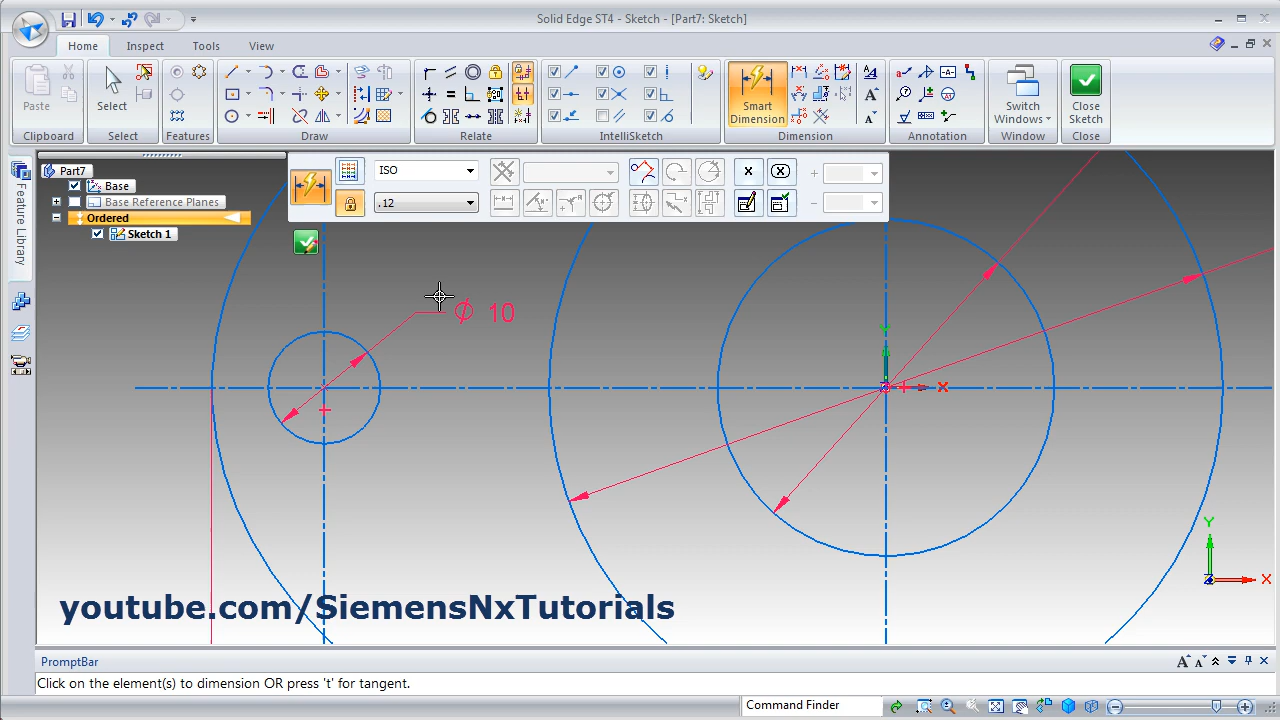 Solid Edge ST4 - Sketch - [Part7: Sketch]
Home Inspect Tools View
Paste Select Smart Dimension Switch Windows Close Sketch
Clipboard Select Features Draw Relate IntelliSketch Dimension Annotation Window Close
ISO
.12
Feature Library
Part7
Base
Base Reference Planes
Ordered
Sketch 1
ϕ 10
Y
X
Y
X
youtube.com/SiemensNxTutorials
PromptBar
Click on the element(s) to dimension OR press 't' for tangent.
Command Finder